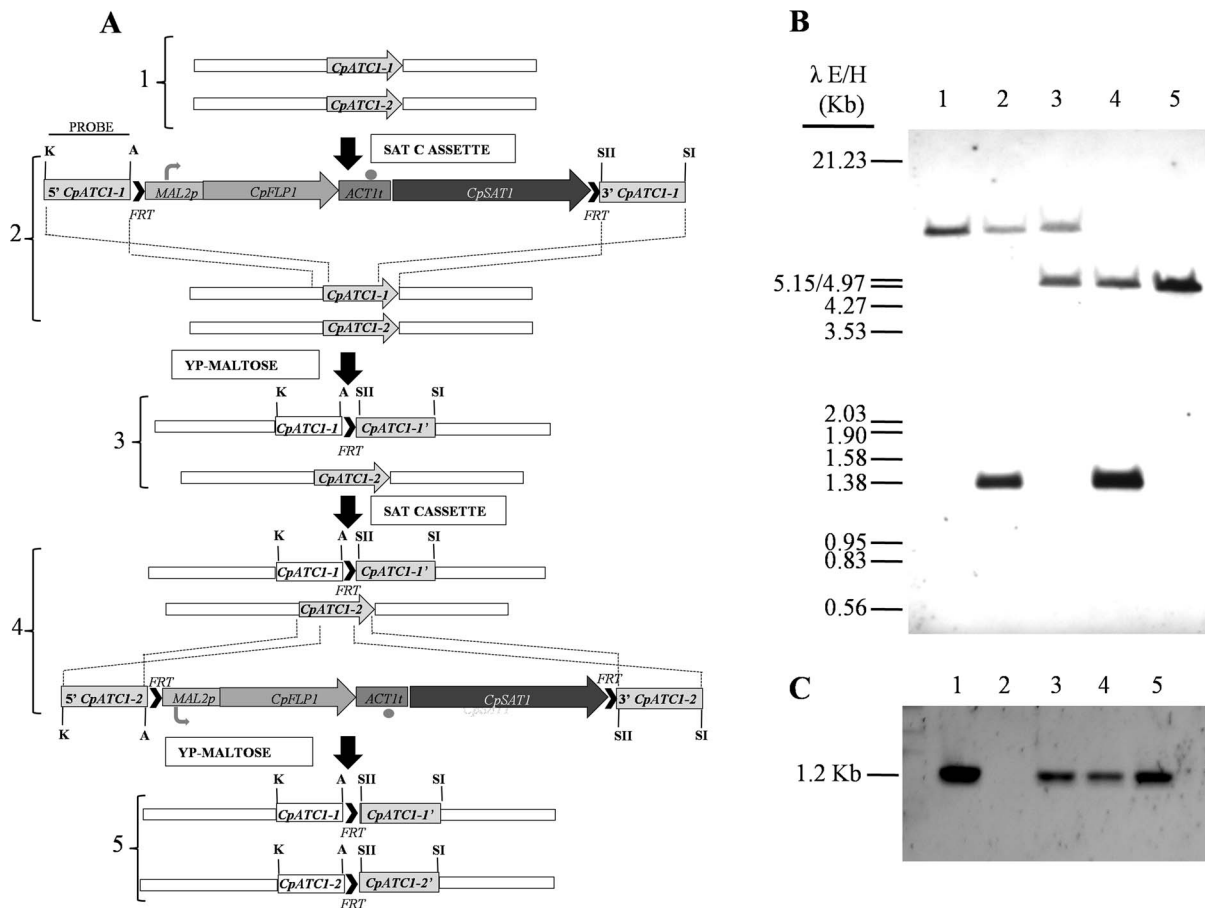 A
1
CpATC1-1
CpATC1-2
PROBE
SAT C ASSETTE
K A SII SI
5' CpATC1-1 MAL2p CpFLP1 ACT1t CpSAT1 3' CpATC1-1
FRT FRT
2
CpATC1-1
CpATC1-2
YP-MALTOSE
K A SII SI
3
CpATC1-1 CpATC1-1'
FRT
CpATC1-2
SAT CASSETTE
K A SII SI
CpATC1-1 CpATC1-1'
FRT
CpATC1-2
4
FRT FRT
5' CpATC1-2 MAL2p CpFLP1 ACT1t CpSAT1 3' CpATC1-2
K A SII SI
YP-MALTOSE
K A SII SI
CpATC1-1 CpATC1-1'
FRT
5
K A SII SI
CpATC1-2 CpATC1-2'
FRT
B
λ E/H
(Kb)
1 2 3 4 5
21.23
5.15/4.97
4.27
3.53
2.03
1.90
1.58
1.38
0.95
0.83
0.56
C
1 2 3 4 5
1.2 Kb